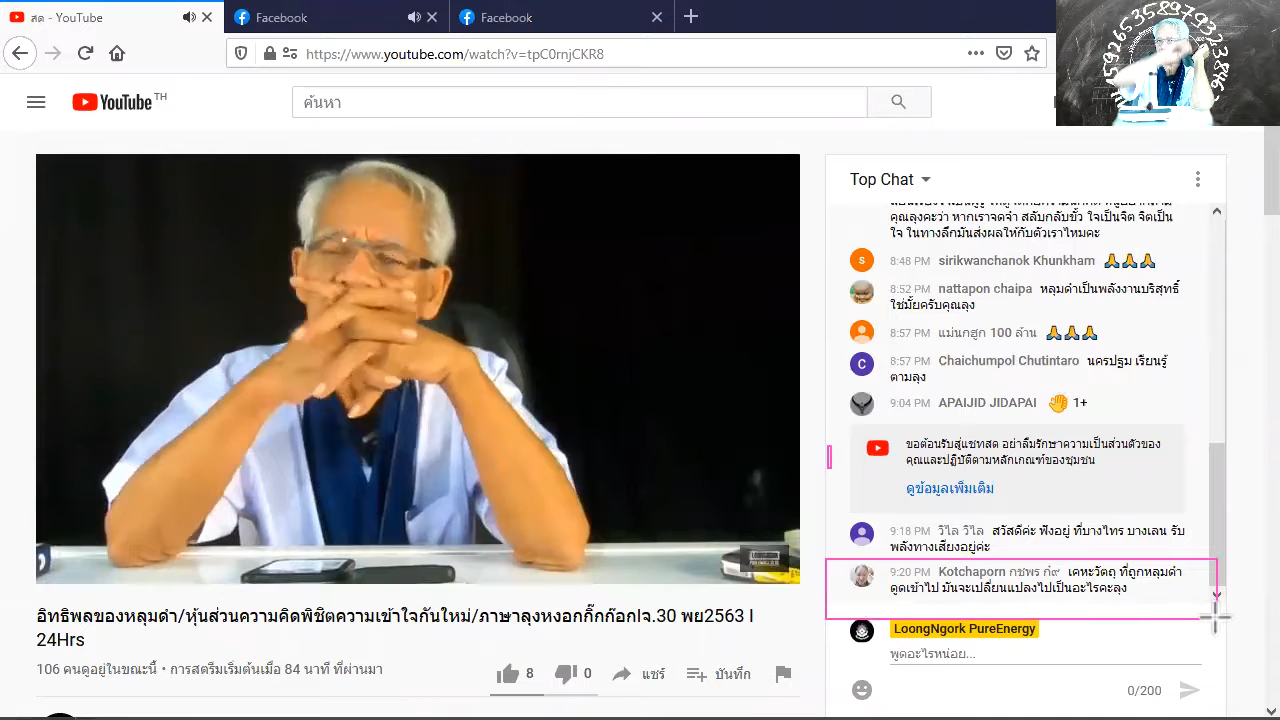 สด - YouTube
Facebook
Facebook
https://www.youtube.com/watch?v=tpC0rnjCKR8
YouTube TH
ค้นหา
Top Chat
คุณลุงคะว่า หากเราจดจำ สลับกลับขั้ว ใจเป็นจิต จิตเป็น
ใจ ในทางลึกมันส่งผลให้กับตัวเราไหมคะ
S
8:48 PM sirikwanchanok Khunkham 🙏🙏🙏
8:52 PM nattapon chaipa หลุมดำเป็นพลังงานบริสุทธิ์
ใช่มั้ยครับคุณลุง
8:57 PM แม่นกฮูก 100 ล้าน 🙏🙏🙏
C
8:57 PM Chaichumpol Chutintaro นครปฐม เรียนรู้
ตามลุง
9:04 PM APAIJID JIDAPAI 👋 1+
ขอต้อนรับสู่แชทสด อย่าลืมรักษาความเป็นส่วนตัวของ
คุณและปฏิบัติตามหลักเกณฑ์ของชุมชน
ดูข้อมูลเพิ่มเติม
9:18 PM วิไล วิไล สวัสดีค่ะ ฟังอยู่ ที่บางไทร บางเลน รับ
พลังทางเสียงอยู่ค่ะ
9:20 PM Kotchaporn กชพร ก๋ง เคหะวัตถุ ที่ถูกหลุมดำ
ดูดเข้าไป มันจะเปลี่ยนแปลงไปเป็นอะไรคะลุง
LoongNgork PureEnergy
พูดอะไรหน่อย...
0/200
อิทธิพลของหลุมดำ/หุ้นส่วนความคิดพิชิตความเข้าใจกันใหม่/ภาษาลุงหงอกกิ๊กก๊อกlจ.30 พย2563 l
24Hrs
106 คนดูอยู่ในขณะนี้ • การสตรีมเริ่มต้นเมื่อ 84 นาที ที่ผ่านมา
8
0
แชร์
บันทึก